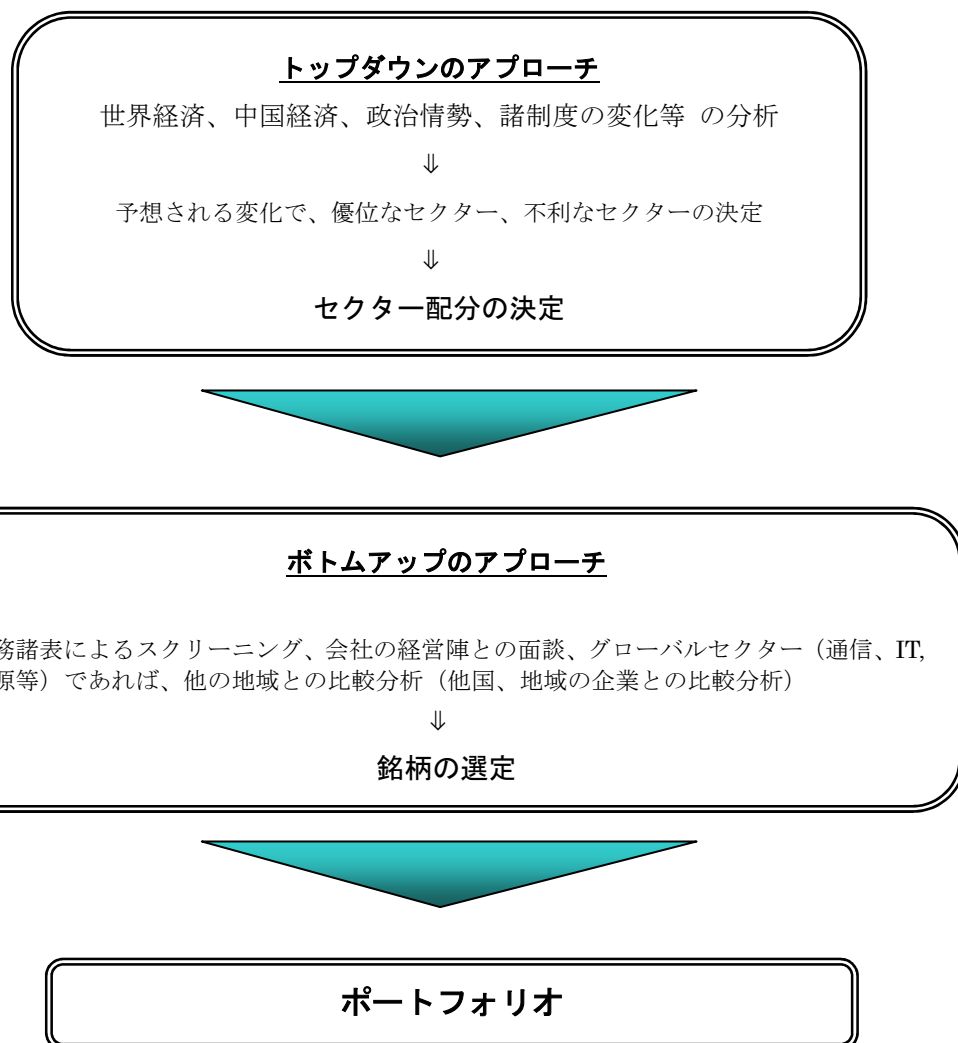 トップダウンのアプローチ
世界経済、中国経済、政治情勢、諸制度の変化等 の分析
⇓
予想される変化で、優位なセクター、不利なセクターの決定
⇓
セクター配分の決定
ボトムアップのアプローチ
務諸表によるスクリーニング、会社の経営陣との面談、グローバルセクター（通信、IT,
原等）であれば、他の地域との比較分析（他国、地域の企業との比較分析）
⇓
銘柄の選定
ポートフォリオ